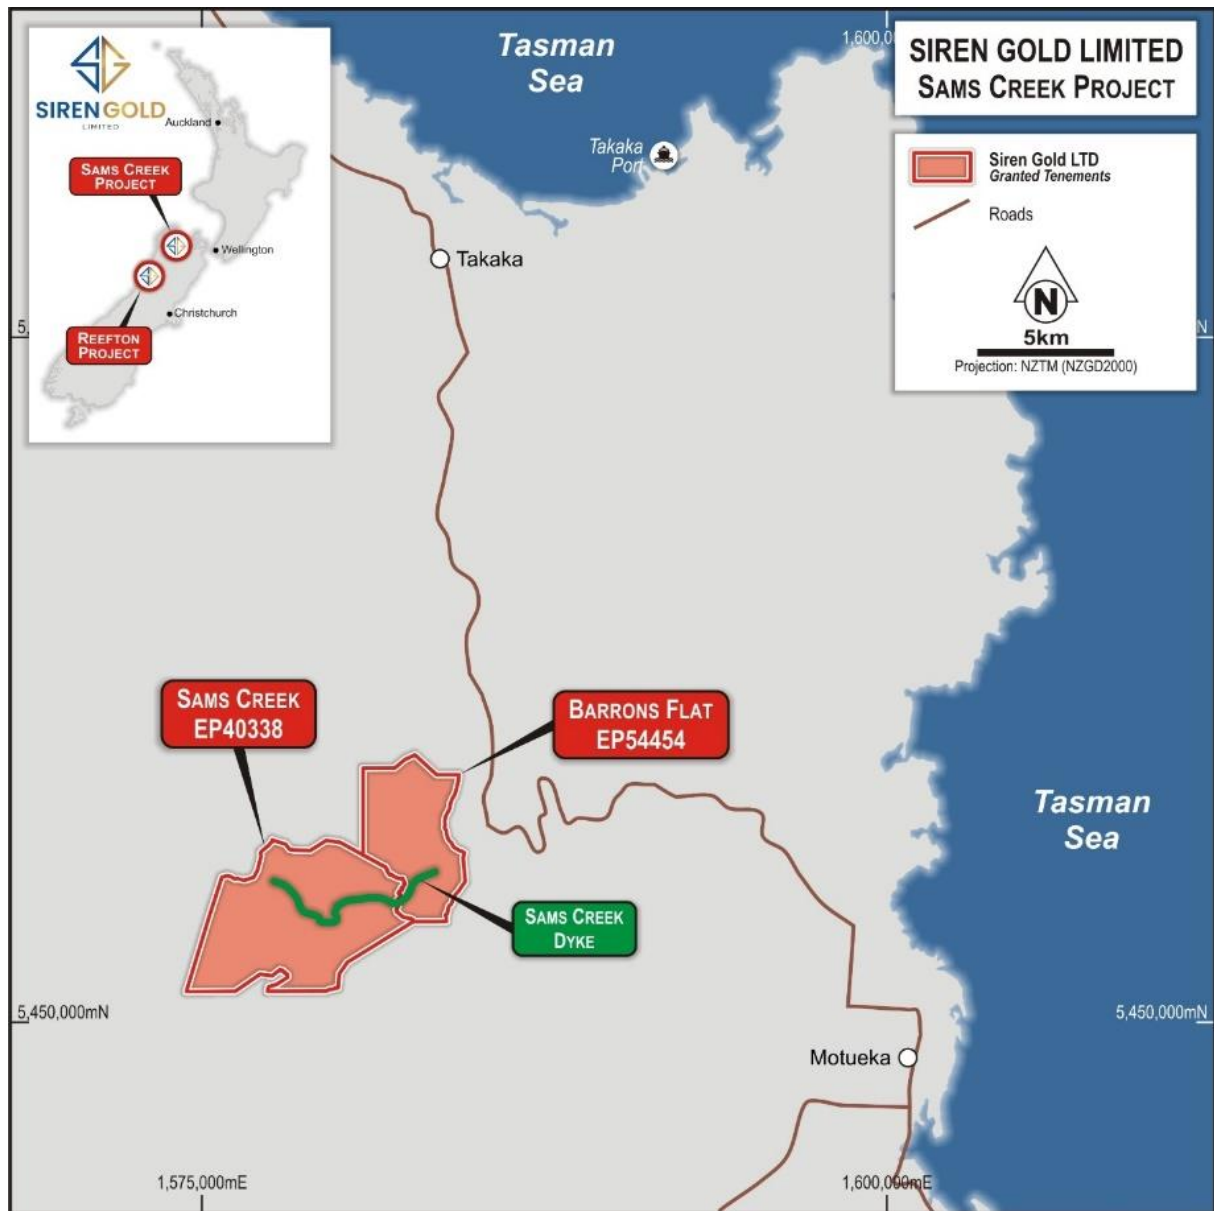 SIREN GOLD
LIMITED
Auckland
SAMS CREEK
PROJECT
Wellington
Christchurch
REEFTON
PROJECT
Tasman
Sea
1,600,0
SIREN GOLD LIMITED
SAMS CREEK PROJECT
Siren Gold LTD
Granted Tenements
Roads
N
5km
Projection: NZTM (NZGD2000)
Takaka
Port
Takaka
5,
N
SAMS CREEK
EP40338
BARRONS FLAT
EP54454
Tasman
Sea
SAMS CREEK
DYKE
5,450,000mN
5,450,000mN
Motueka
1,575,000mE
1,600,000mE